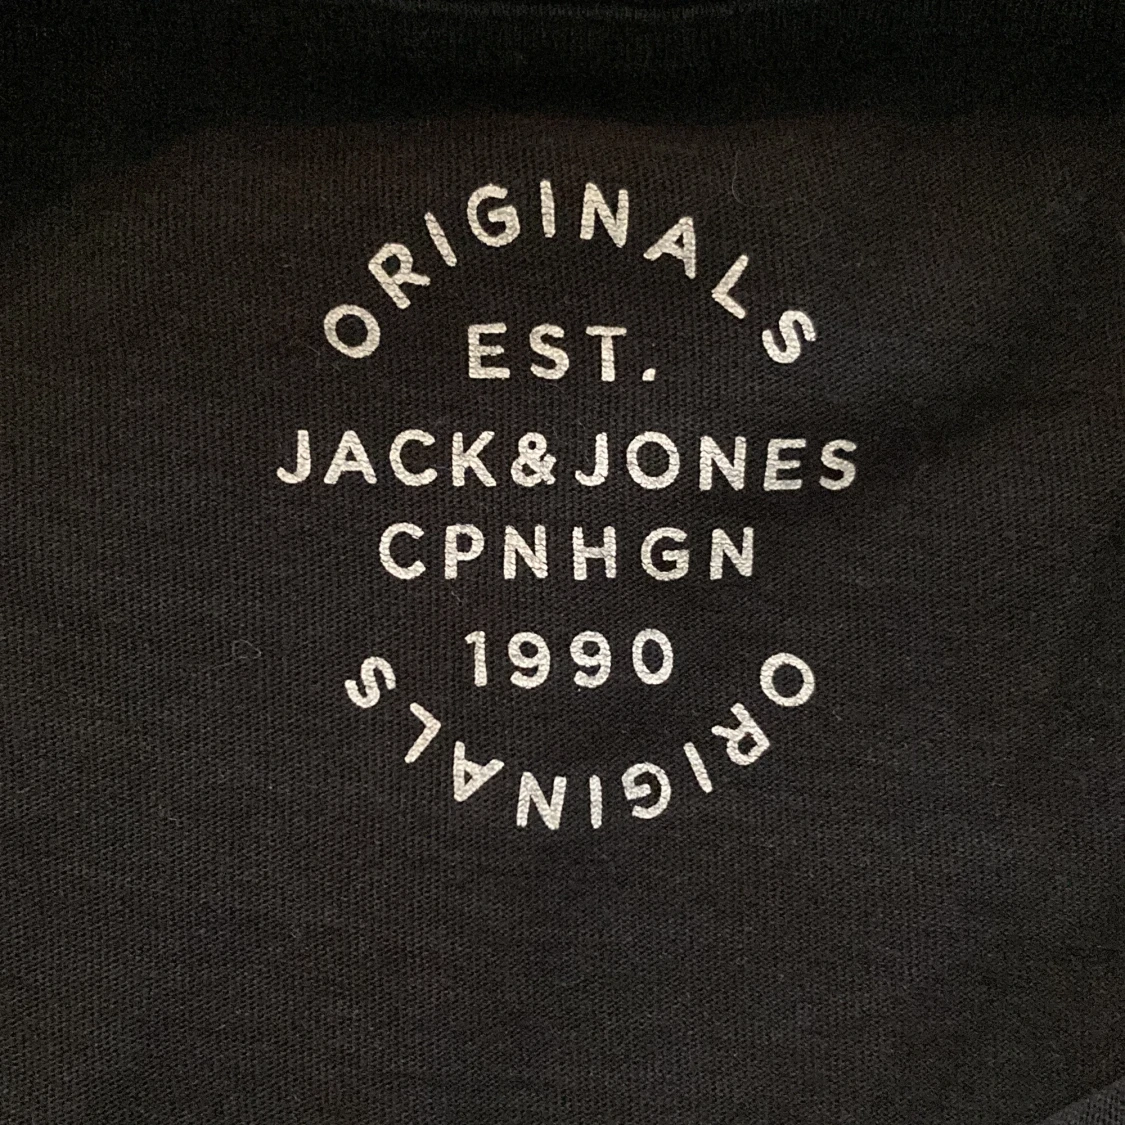 ORIGINALS
EST.
JACK&JONES
CPNHGN
1990
ORIGINALS